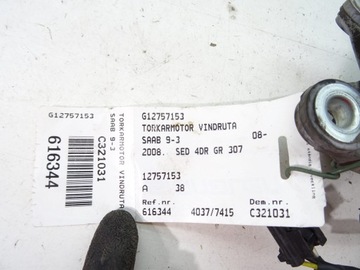 G12757153
TORKARMOTOR VINDRUTA
SAAB 9-3 08-
2008. SED 4DR GR 307
12757153
A 38
Ref.nr. Dem.nr.
616344 4037/7415 C321031
G12757153
TORKARMOTOR VINDRUTA
SAAB 9-3
C321031
616344